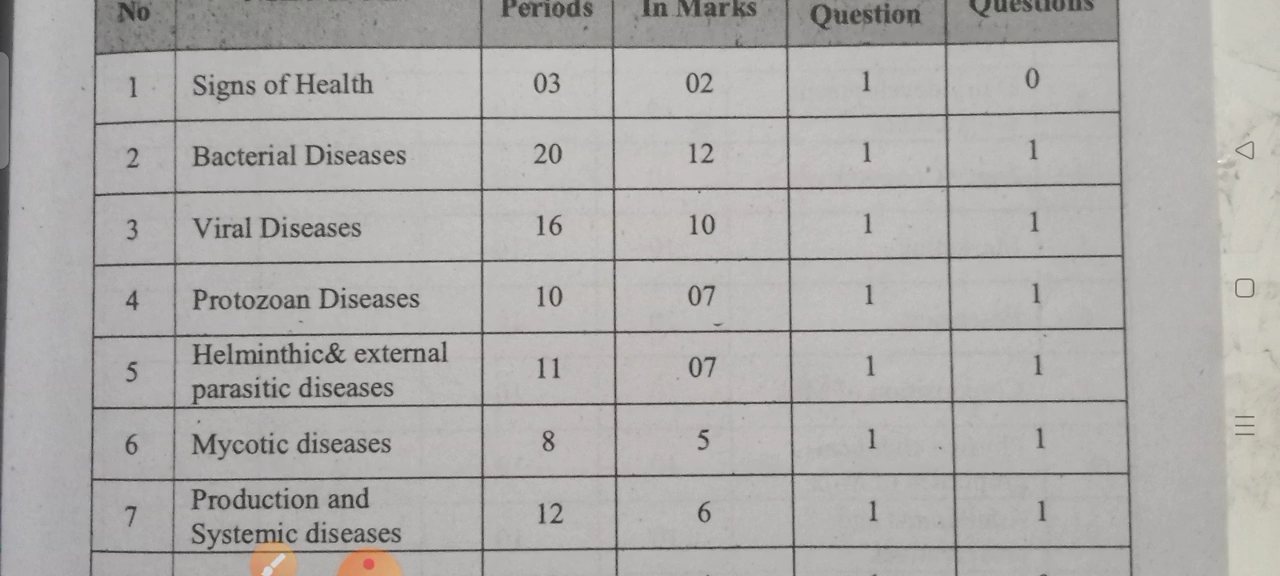 No Periods In Marks Question Questions
1 Signs of Health 03 02 1 0
2 Bacterial Diseases 20 12 1 1
3 Viral Diseases 16 10 1 1
4 Protozoan Diseases 10 07 1 1
5 Helminthic& external
parasitic diseases 11 07 1 1
6 Mycotic diseases 8 5 1 1
7 Production and
Systemic diseases 12 6 1 1